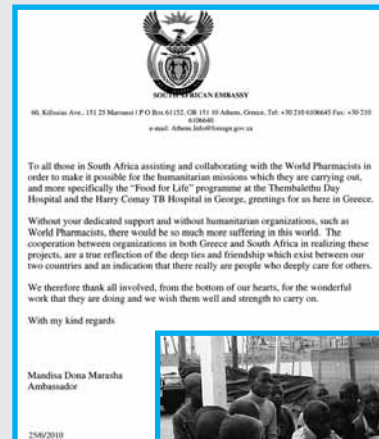 SOUTH AFRICAN EMBASSY
60, Kifissias Ave., 151 25 Maroussi / P O Box 61152, GR 151 10 Athens, Greece, Tel: +30 210 6106645 Fax: +30 210
6106640
e-mail: Athens.Info@foreign.gov.za
To all those in South Africa assisting and collaborating with the World Pharmacists in
order to make it possible for the humanitarian missions which they are carrying out,
and more specifically the "Food for Life" programme at the Thembalethu Day
Hospital and the Harry Comay TB Hospital in George, greetings for us here in Greece.
Without your dedicated support and without humanitarian organizations, such as
World Pharmacists, there would be so much more suffering in this world. The
cooperation between organizations in both Greece and South Africa in realizing these
projects, are a true reflection of the deep ties and friendship which exist between our
two countries and an indication that there really are people who deeply care for others.
We therefore thank all involved, from the bottom of our hearts, for the wonderful
work that they are doing and we wish them well and strength to carry on.
With my kind regards
Mandisa Dona Marasha
Ambassador
25/6/2010